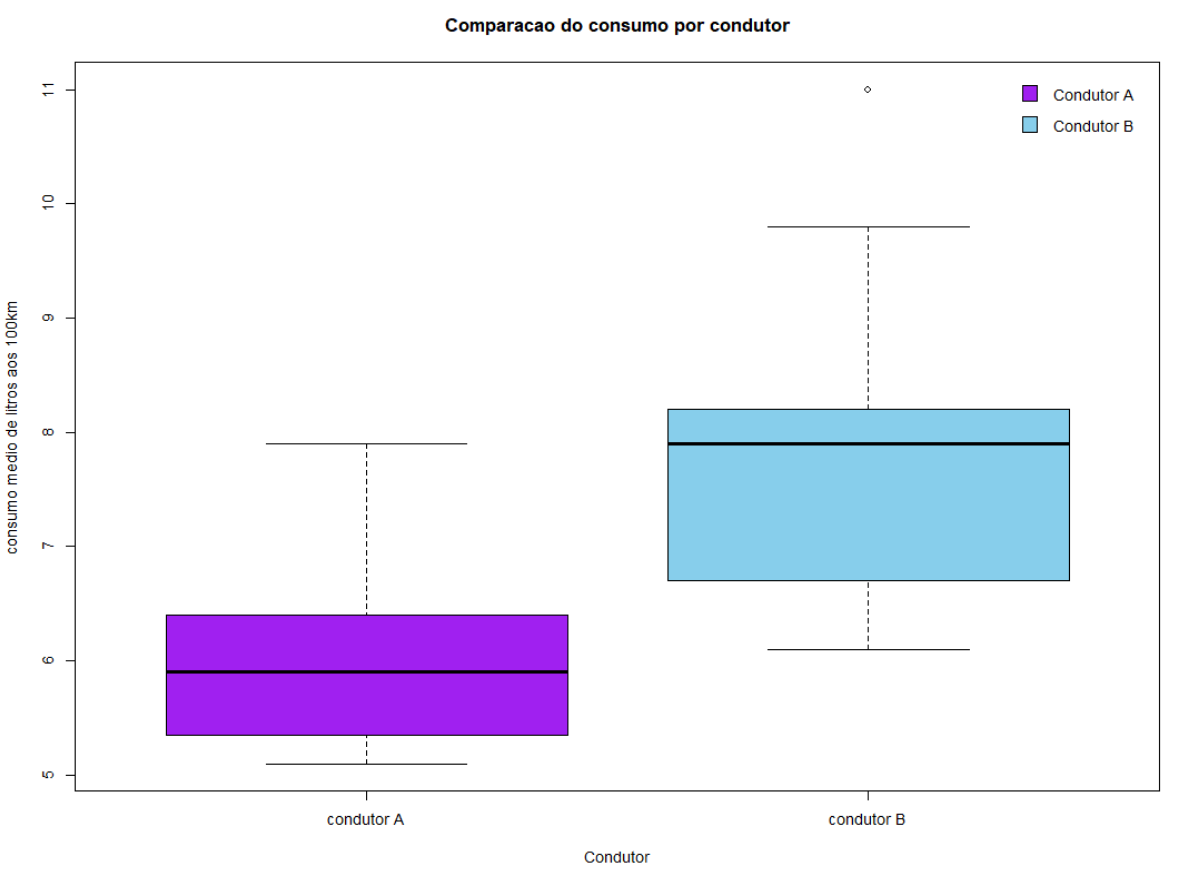 Comparacao do consumo por condutor
Condutor A
Condutor B
consumo medio de litros aos 100km
11
10
9
8
7
6
5
condutor A
condutor B
Condutor